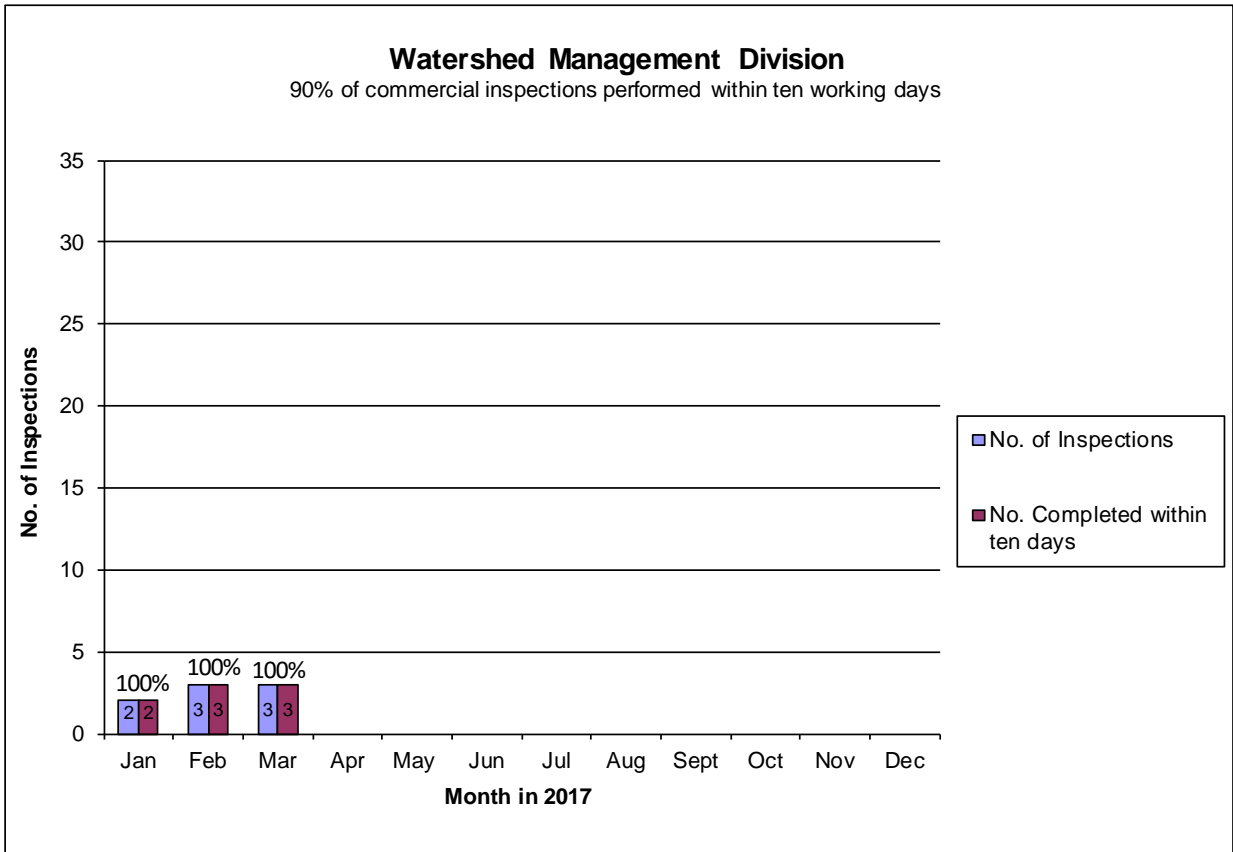 Watershed Management Division
90% of commercial inspections performed within ten working days
35
30
25
20
15
10
5
0
No. of Inspections
100%
100%
100%
2 2
3 3
3 3
Jan Feb Mar Apr May Jun Jul Aug Sept Oct Nov Dec
Month in 2017
No. of Inspections
No. Completed within
ten days